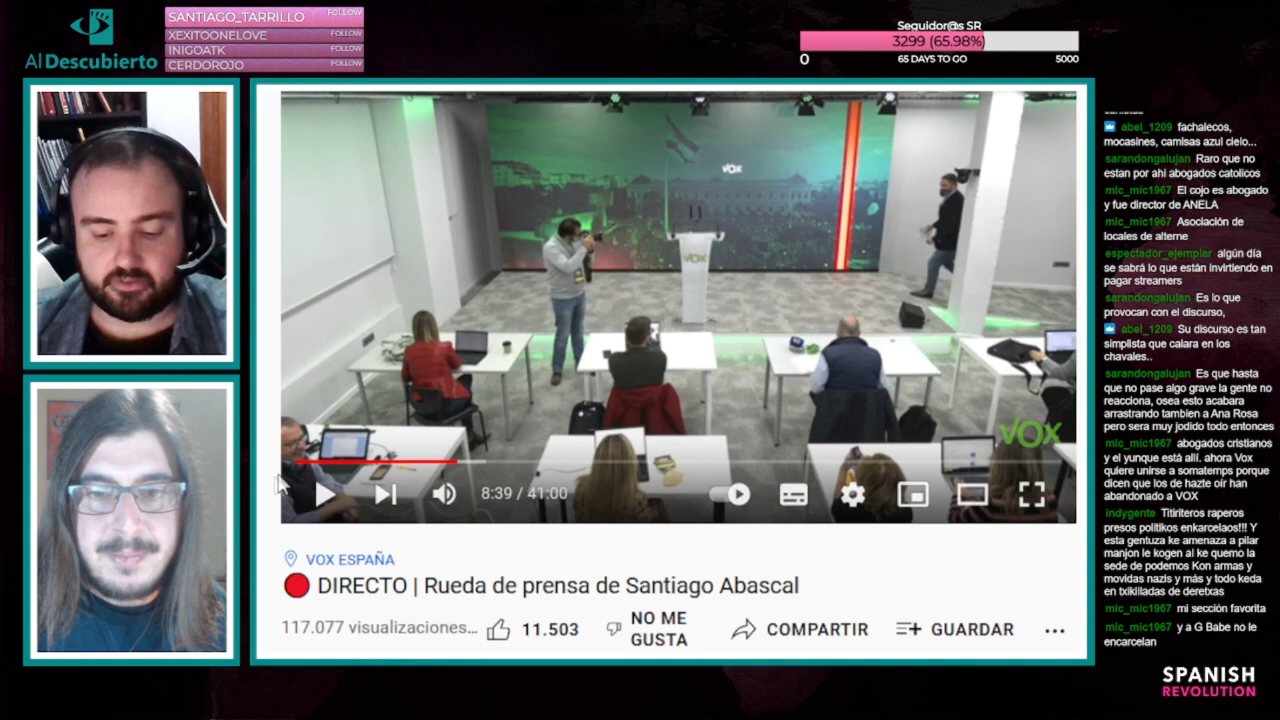 Al Descubierto
SANTIAGO_TARRILLO FOLLOW
XEXITOONELOVE FOLLOW
INIGOATK FOLLOW
CERDOROJO FOLLOW
Seguidor@s SR
3299 (65.98%)
0 65 DAYS TO GO 5000
VOX
VOX
VOX
8:39 / 41:00
VOX ESPAÑA
DIRECTO | Rueda de prensa de Santiago Abascal
117.077 visualizaciones... 11.503 NO ME
GUSTA COMPARTIR GUARDAR ...
abel_1209 fachalecos,
mocasines, camisas azul cielo...
sarandongalujan Raro que no
estan por ahi abogados catolicos
mic_mic1967 El cojo es abogado
y fue director de ANELA
mic_mic1967 Asociación de
locales de alterne
espectador_ejemplar algún día
se sabrá lo que están invirtiendo en
pagar streamers
sarandongalujan Es lo que
provocan con el discurso,
abel_1209 Su discurso es tan
simplista que calara en los
chavales..
sarandongalujan Es que hasta
que no pase algo grave la gente no
reacciona, osea esto acabara
arrastrando tambien a Ana Rosa
pero sera muy jodido todo entonces
mic_mic1967 abogados cristianos
y el yunque está allí. ahora Vox
quiere unirse a somatemps porque
dicen que los de hazte oír han
abandonado a VOX
indygente Titiriteros raperos
presos politikos enkarcelaos!!! Y
esta gentuza ke amenaza a pilar
manjon le kogen al ke quemo la
sede de podemos Kon armas y
movidas nazis y más y todo keda
en txikilladas de deretxas
mic_mic1967 mi sección favorita
mic_mic1967 y a G Babe no le
encarcelan
SPANISH
REVOLUTION